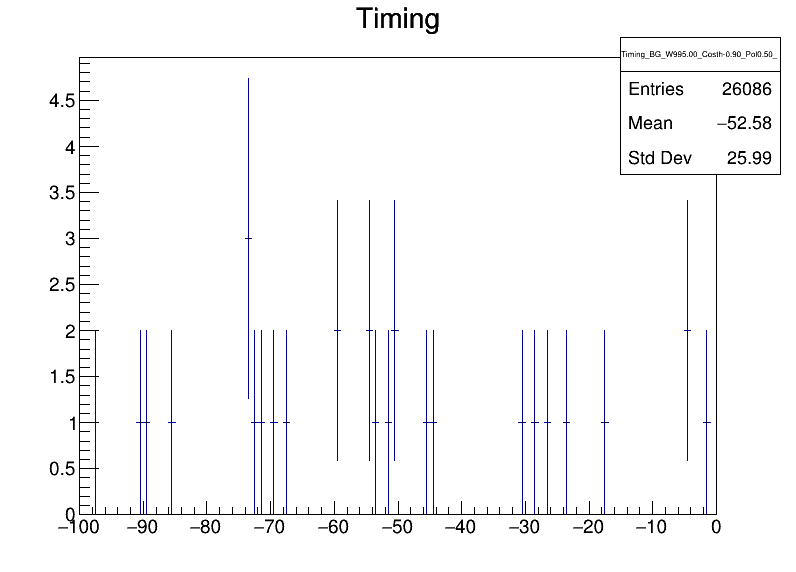 Timing
Timing_BG_W995.00_Costh-0.90_Pol0.50_
Entries 26086
Mean −52.58
Std Dev 25.99
4.5
4
3.5
3
2.5
2
1.5
1
0.5
0
−100 −90 −80 −70 −60 −50 −40 −30 −20 −10 0